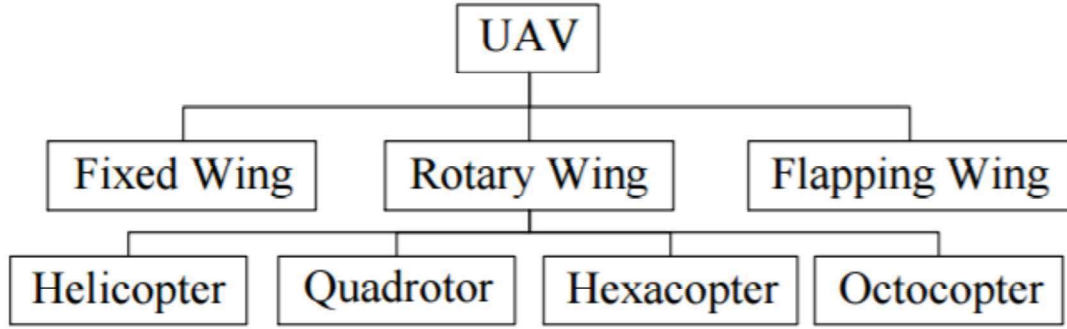 UAV
Fixed Wing
Rotary Wing
Flapping Wing
Helicopter
Quadrotor
Hexacopter
Octocopter